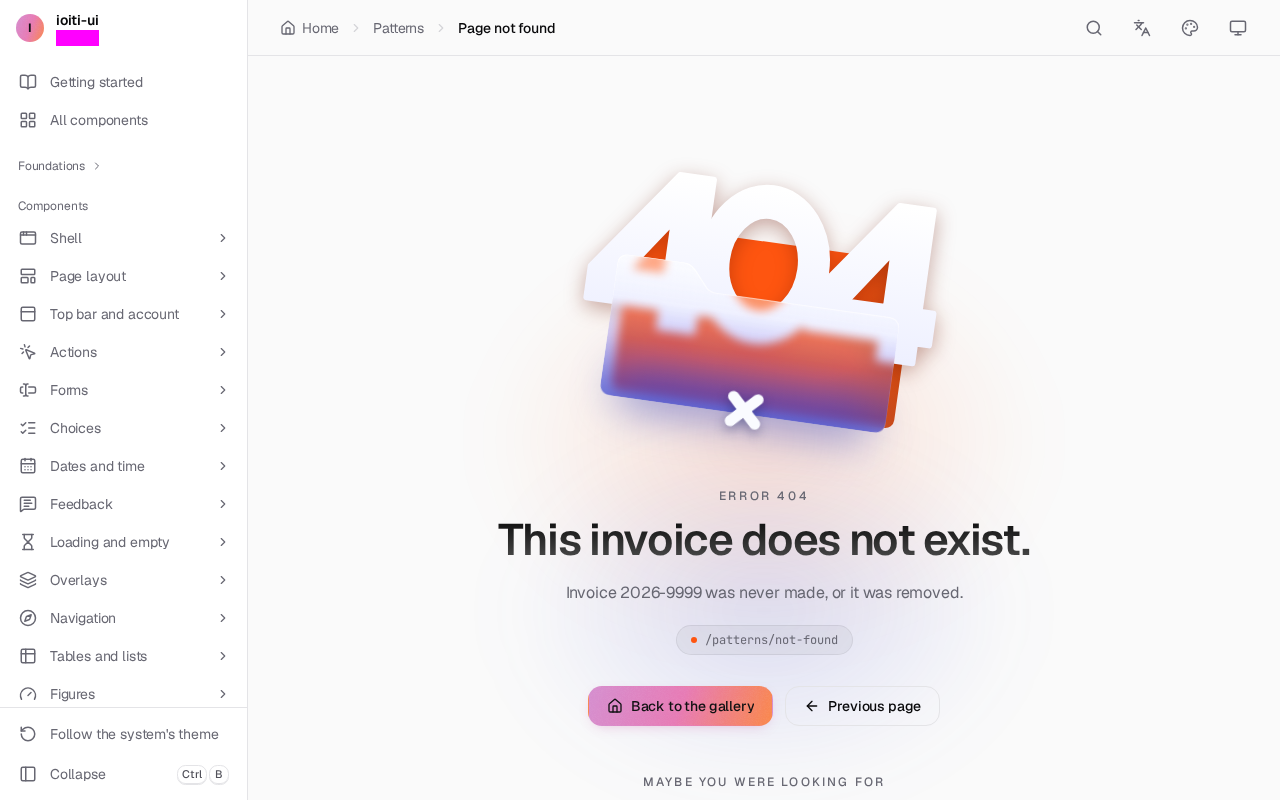 I
ioiti-ui
Getting started
All components
Foundations
Components
Shell
Page layout
Top bar and account
Actions
Forms
Choices
Dates and time
Feedback
Loading and empty
Overlays
Navigation
Tables and lists
Figures
Follow the system's theme
Collapse
Ctrl B
Home
Patterns
Page not found
404
ERROR 404
This invoice does not exist.
Invoice 2026-9999 was never made, or it was removed.
/patterns/not-found
Back to the gallery
Previous page
MAYBE YOU WERE LOOKING FOR